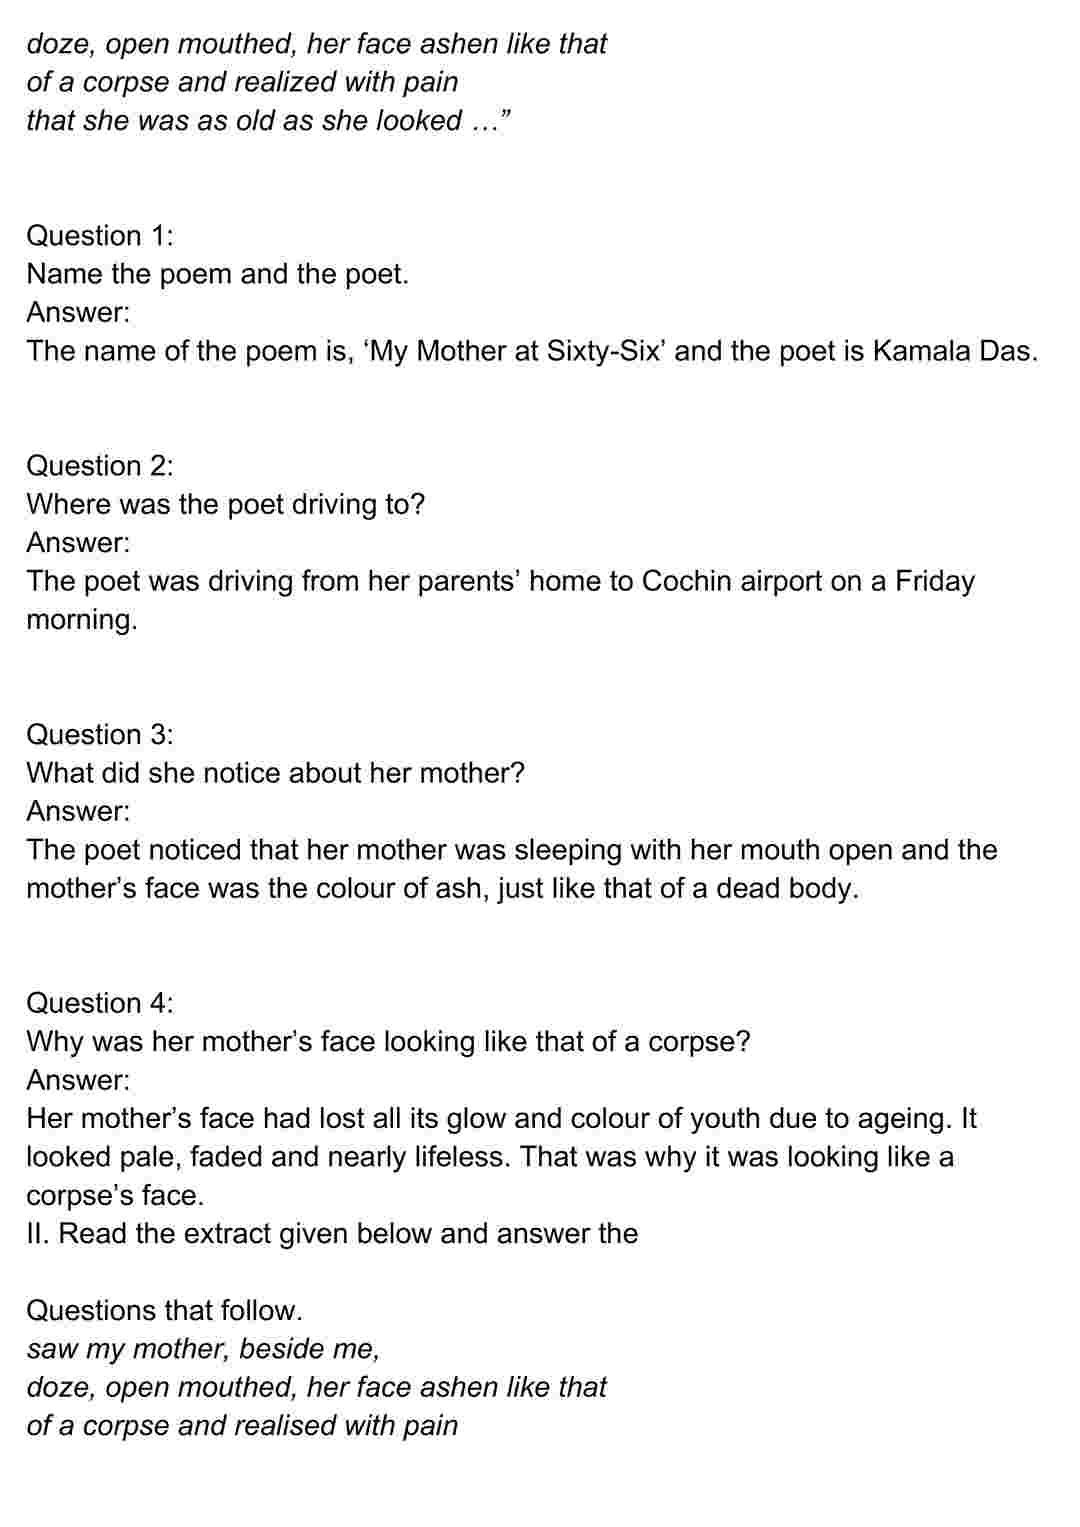 doze, open mouthed, her face ashen like that
of a corpse and realized with pain
that she was as old as she looked …”
Question 1:
Name the poem and the poet.
Answer:
The name of the poem is, ‘My Mother at Sixty-Six’ and the poet is Kamala Das.
Question 2:
Where was the poet driving to?
Answer:
The poet was driving from her parents’ home to Cochin airport on a Friday
morning.
Question 3:
What did she notice about her mother?
Answer:
The poet noticed that her mother was sleeping with her mouth open and the
mother’s face was the colour of ash, just like that of a dead body.
Question 4:
Why was her mother’s face looking like that of a corpse?
Answer:
Her mother’s face had lost all its glow and colour of youth due to ageing. It
looked pale, faded and nearly lifeless. That was why it was looking like a
corpse’s face.
II. Read the extract given below and answer the
Questions that follow.
saw my mother, beside me,
doze, open mouthed, her face ashen like that
of a corpse and realised with pain